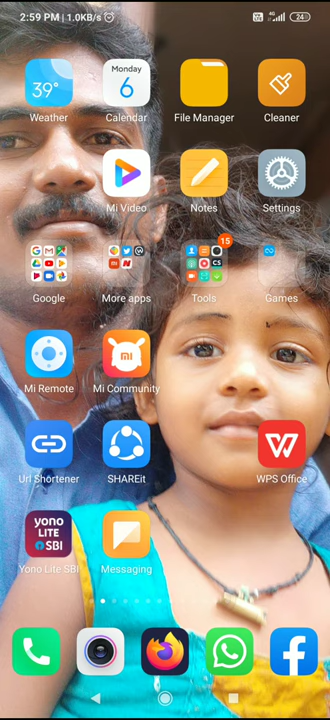 2:59 PM | 1.0KB/s
4G
24
39°
Monday
6
Weather
Calendar
File Manager
Cleaner
Mi Video
Notes
Settings
15
Google
More apps
Tools
Games
mi
Mi Remote
Mi Community
Url Shortener
SHAREit
WPS Office
yono
LITE
SBI
Yono Lite SBI
Messaging